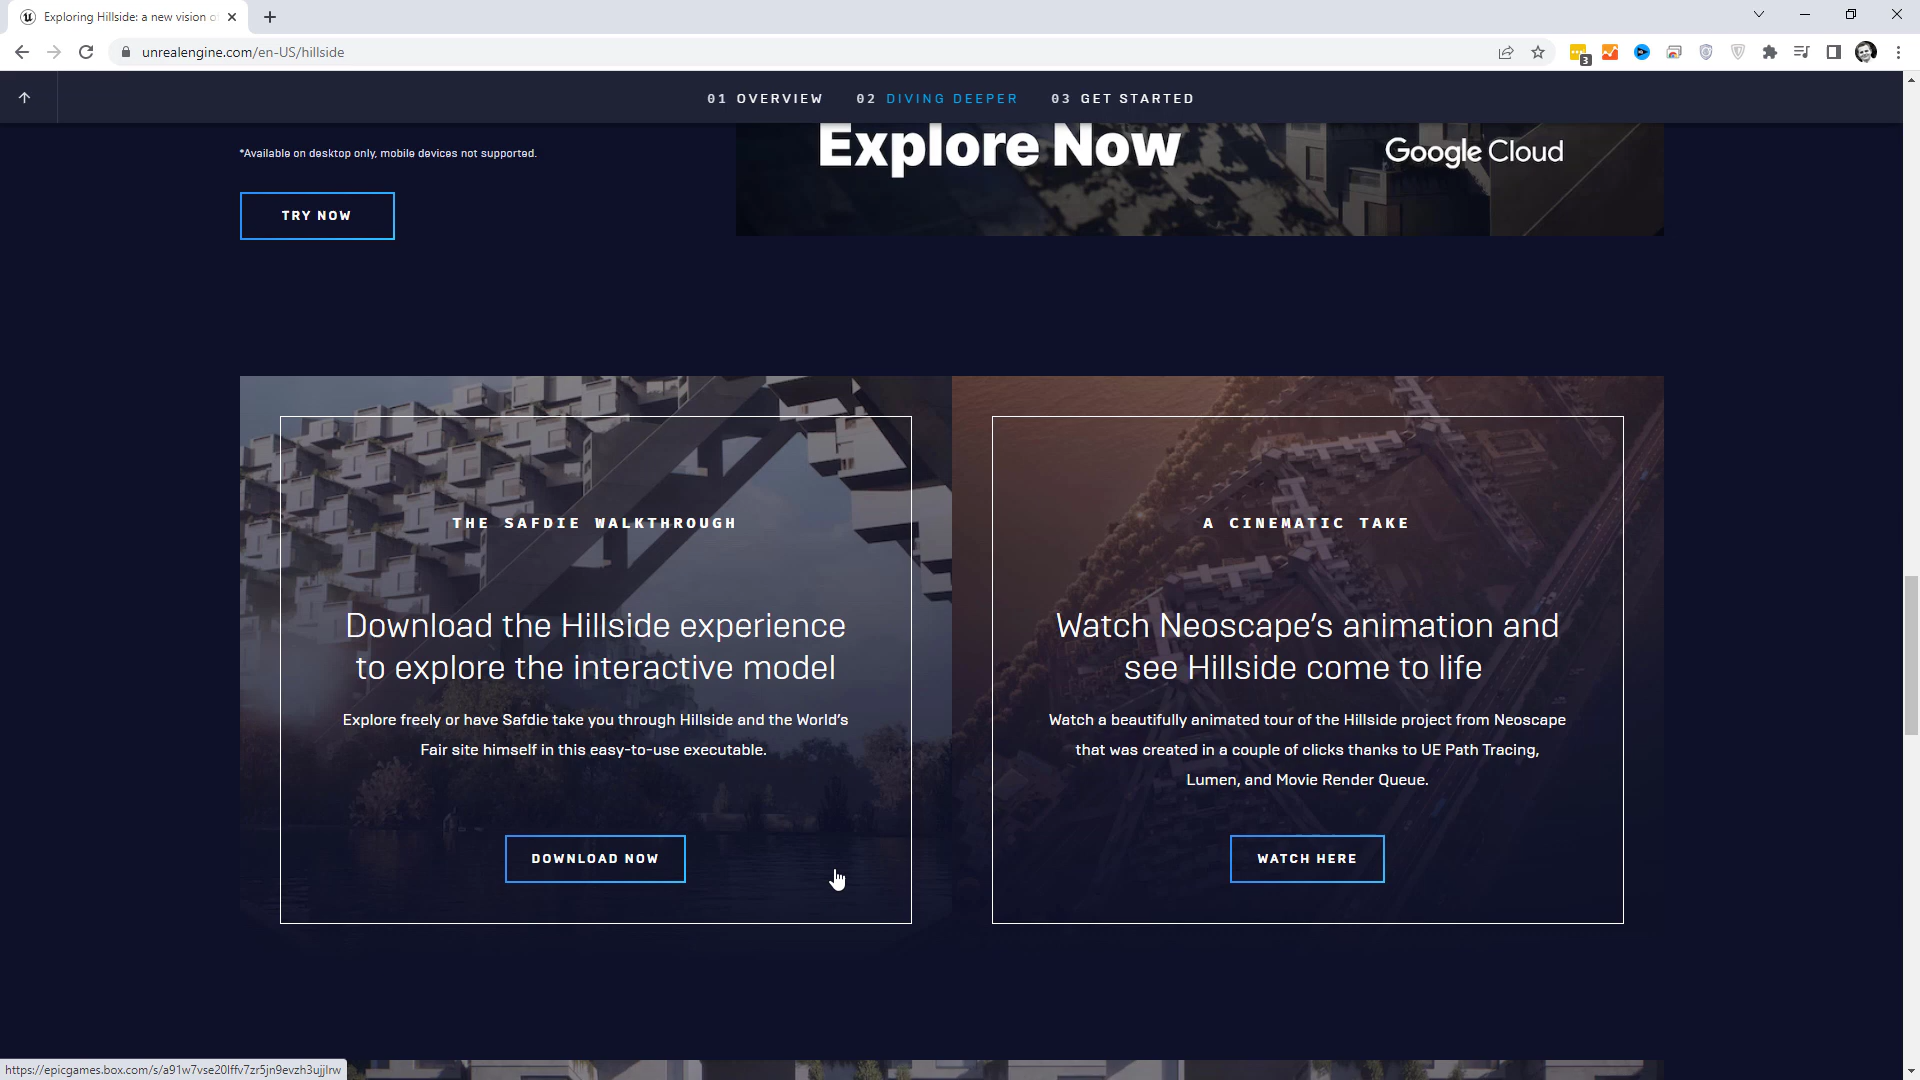 Exploring Hillside: a new vision o
unrealengine.com/en-US/hillside
3
01 OVERVIEW
02 DIVING DEEPER
03 GET STARTED
*Available on desktop only, mobile devices not supported.
TRY NOW
Explore Now
Google Cloud
THE SAFDIE WALKTHROUGH
Download the Hillside experience
to explore the interactive model
Explore freely or have Safdie take you through Hillside and the World's
Fair site himself in this easy-to-use executable.
DOWNLOAD NOW
A CINEMATIC TAKE
Watch Neoscape's animation and
see Hillside come to life
Watch a beautifully animated tour of the Hillside project from Neoscape
that was created in a couple of clicks thanks to UE Path Tracing,
Lumen, and Movie Render Queue.
WATCH HERE
https://epicgames.box.com/s/a91w7vse20lffv7zr5jn9evzh3ujjlrw